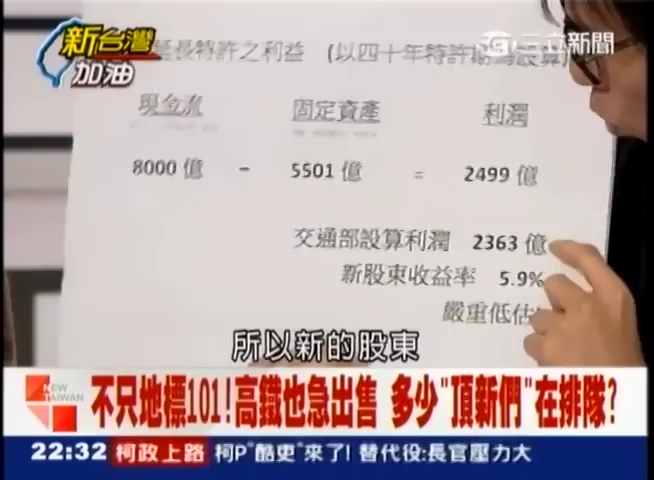 新台灣
加油
三立新聞
延長特許之利益 (以四十年特許期
設算)
現金流 固定資產 利潤
8000 億 - 5501 億 = 2499 億
交通部設算利潤 2363 億
新股東收益率 5.9%
嚴重低估
所以新的股東
NEW
TAIWAN
不只地標101!高鐵也急出售 多少"頂新們"在排隊?
22:32 柯政上路 柯P"酷吏"來了! 替代役:長官壓力大